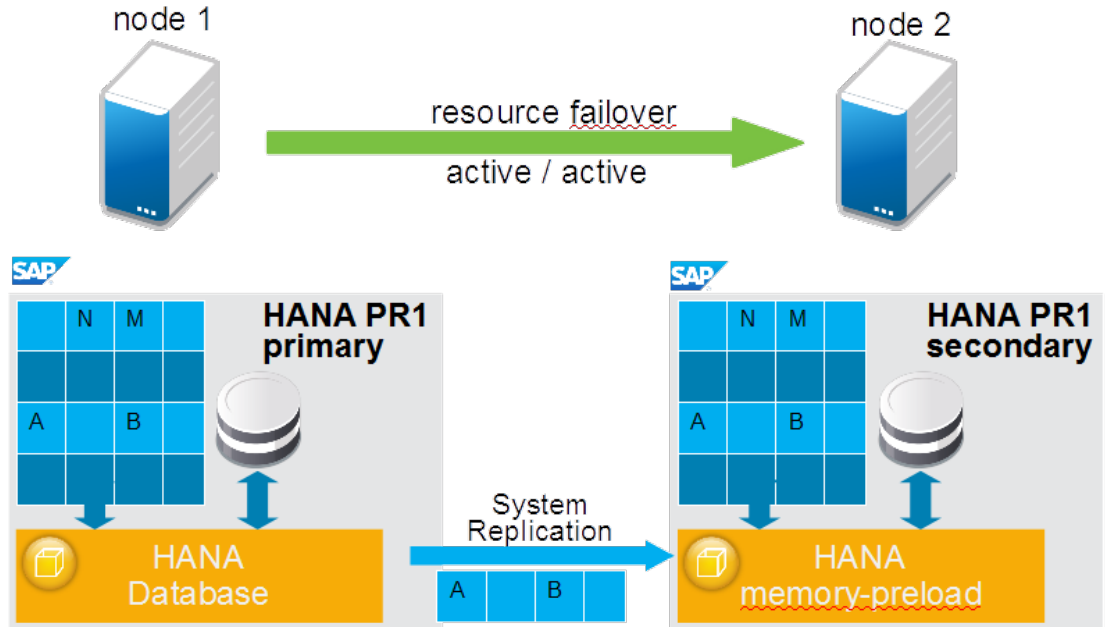 node 1
node 2
resource failover
active / active
SAP
HANA PR1
primary
N M
A B
HANA
Database
System
Replication
A B
SAP
HANA PR1
secondary
N M
A B
HANA
memory-preload